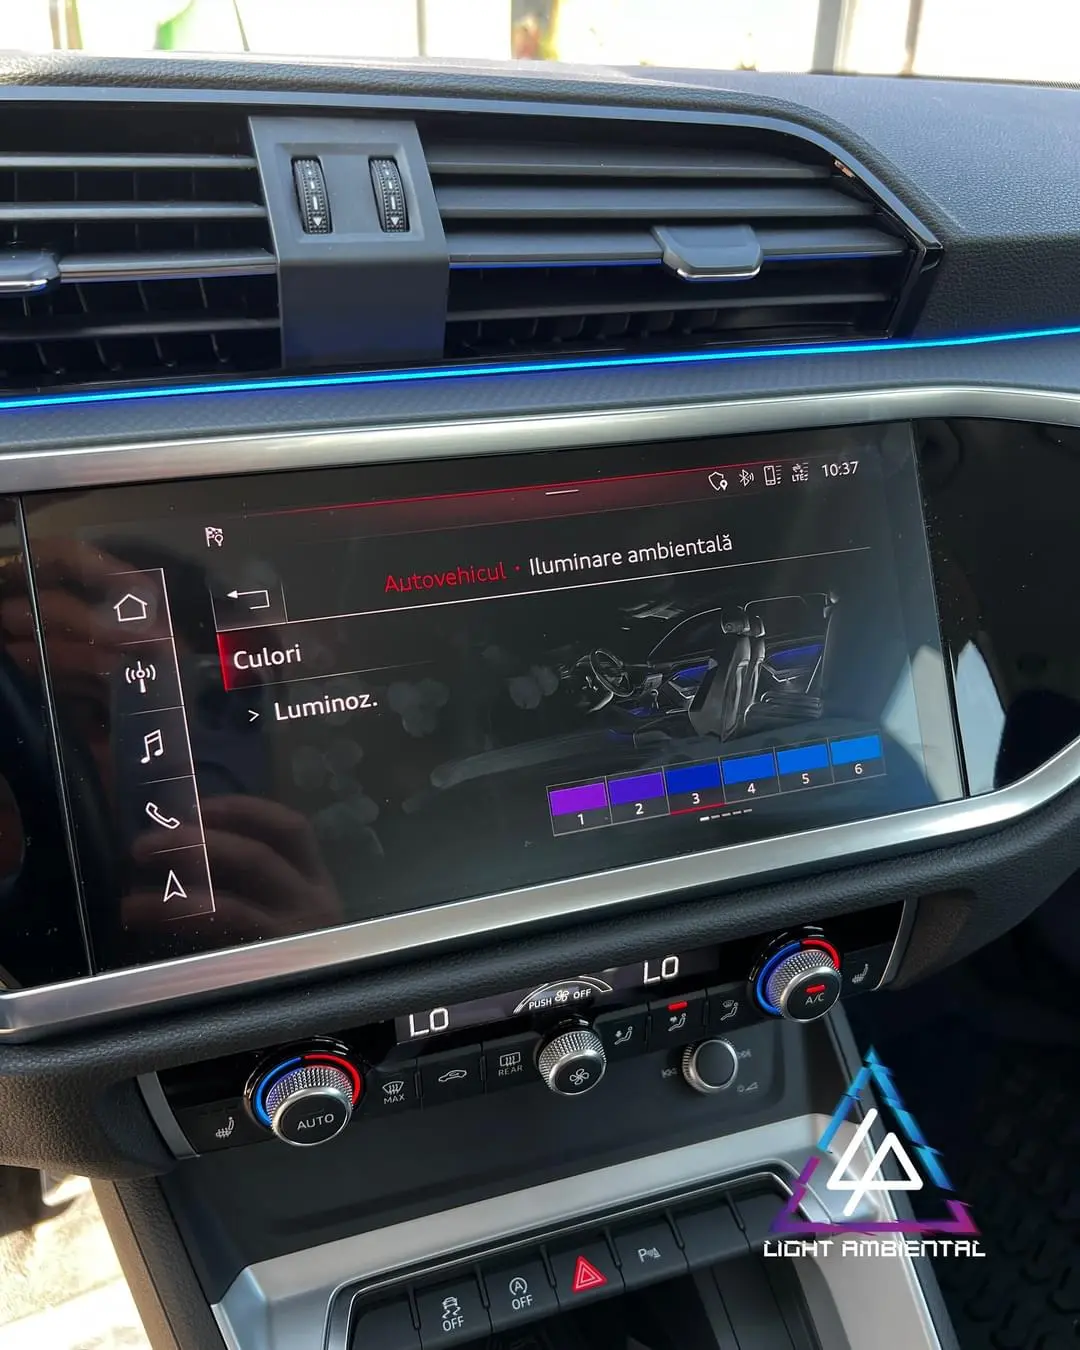 LTE
10:37
Autovehicul · Iluminare ambientală
Culori
> Luminoz.
1 2 3 4 5 6
LO
PUSH OFF
LO
A/C
MAX
REAR
AUTO
OFF
A OFF
P
LIGHT AMBIENTAL